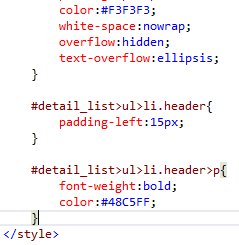 color:#F3F3F3;
white-space:nowrap;
overflow:hidden;
text-overflow:ellipsis;
}
#detail_list>ul>li.header{
padding-left:15px;
}
#detail_list>ul>li.header>p{
font-weight:bold;
color:#48C5FF;
}
</style>